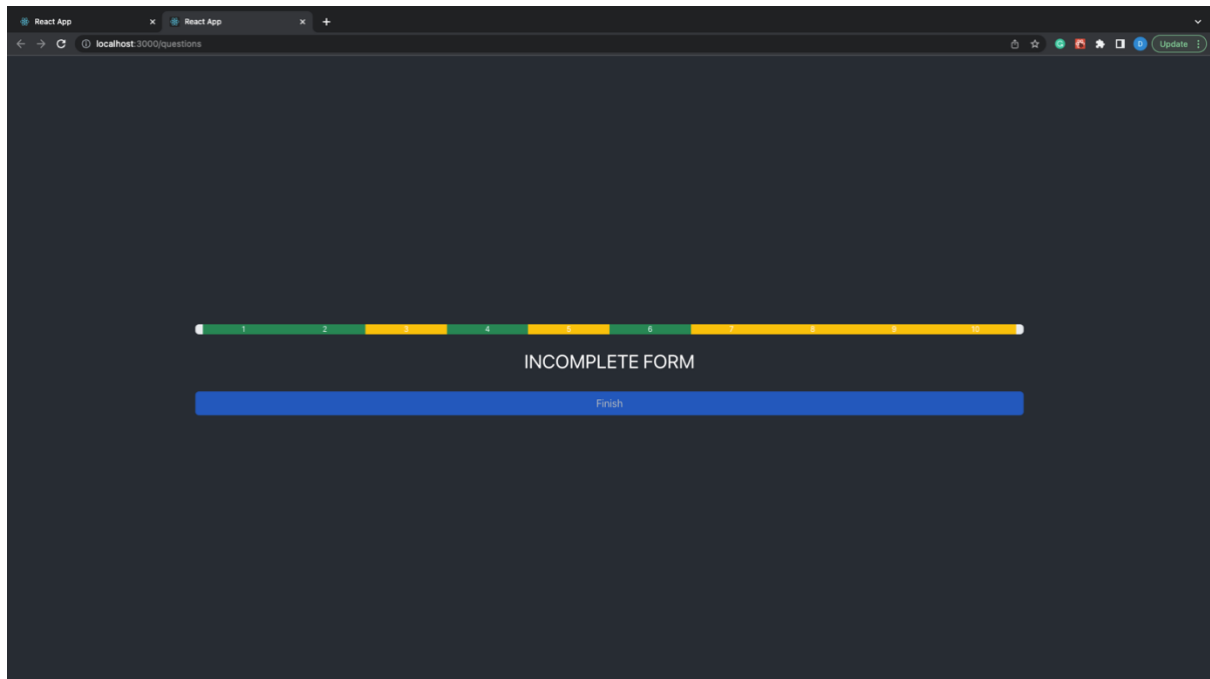 React App
React App
localhost:3000/questions
D
Update
1 2 3 4 5 6 7 8 9 10
INCOMPLETE FORM
Finish